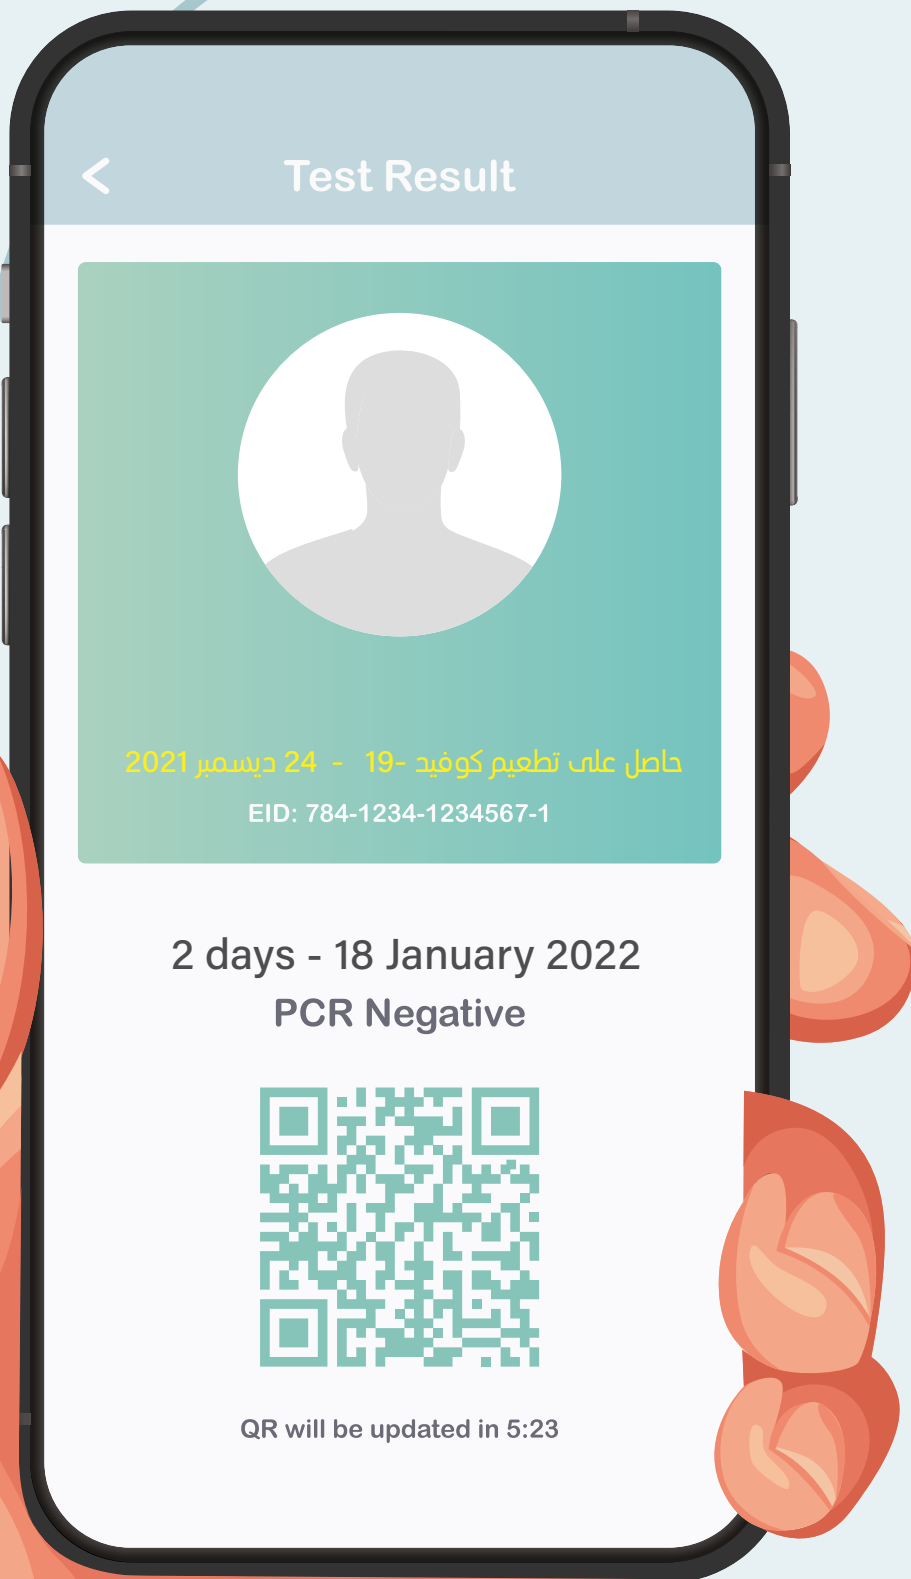 Test Result
حاصل على تطعيم كوفيد -19 - 24 ديسمبر 2021
EID: 784-1234-1234567-1
2 days - 18 January 2022
PCR Negative
QR will be updated in 5:23